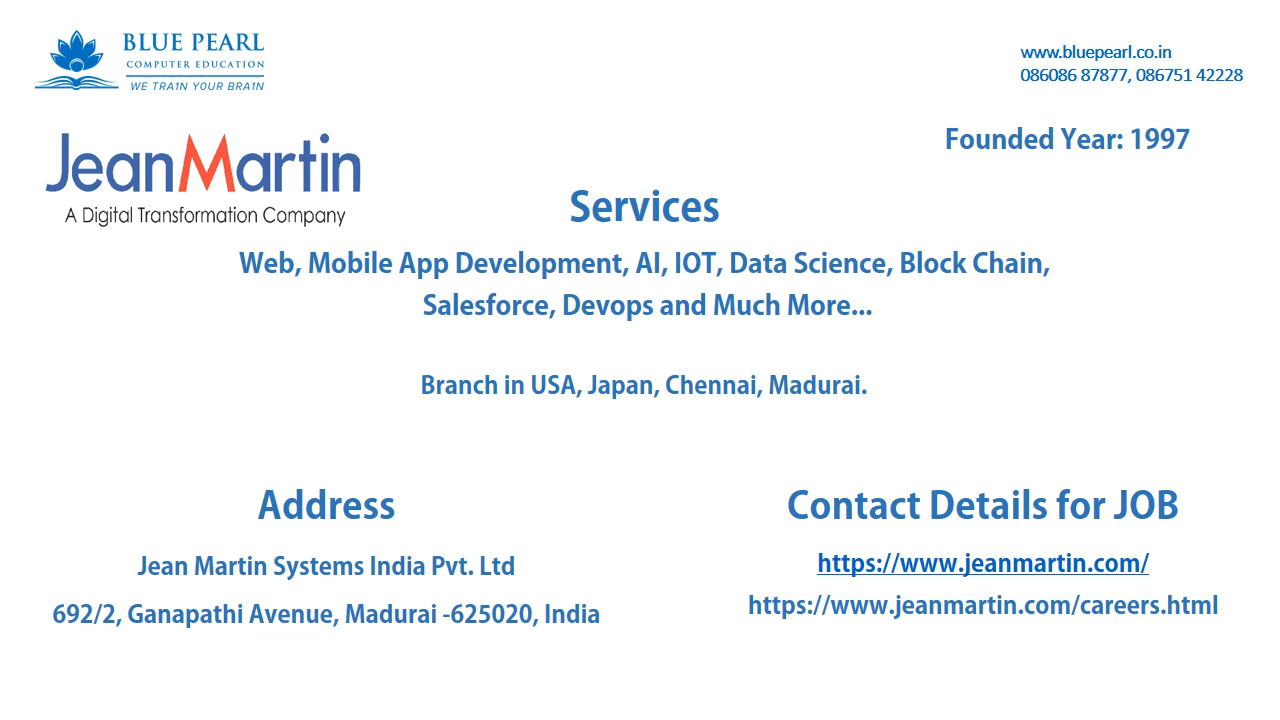 BLUE PEARL
COMPUTER EDUCATION
WE TRA1N YOUR BRA1N
www.bluepearl.co.in
086086 87877, 086751 42228
JeanMartin
A Digital Transformation Company
Founded Year: 1997
Services
Web, Mobile App Development, AI, IOT, Data Science, Block Chain,
Salesforce, Devops and Much More...
Branch in USA, Japan, Chennai, Madurai.
Address
Jean Martin Systems India Pvt. Ltd
692/2, Ganapathi Avenue, Madurai -625020, India
Contact Details for JOB
https://www.jeanmartin.com/
https://www.jeanmartin.com/careers.html